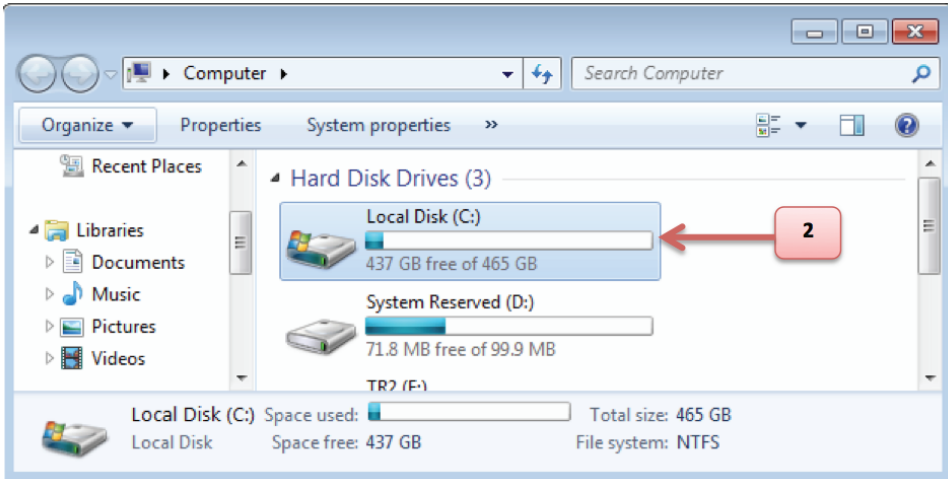 Computer
Search Computer
Organize
Properties
System properties
»
Recent Places
Libraries
Documents
Music
Pictures
Videos
Hard Disk Drives (3)
Local Disk (C:)
437 GB free of 465 GB
2
System Reserved (D:)
71.8 MB free of 99.9 MB
TR2 (F:)
Local Disk (C:) Space used: Total size: 465 GB
Local Disk Space free: 437 GB File system: NTFS